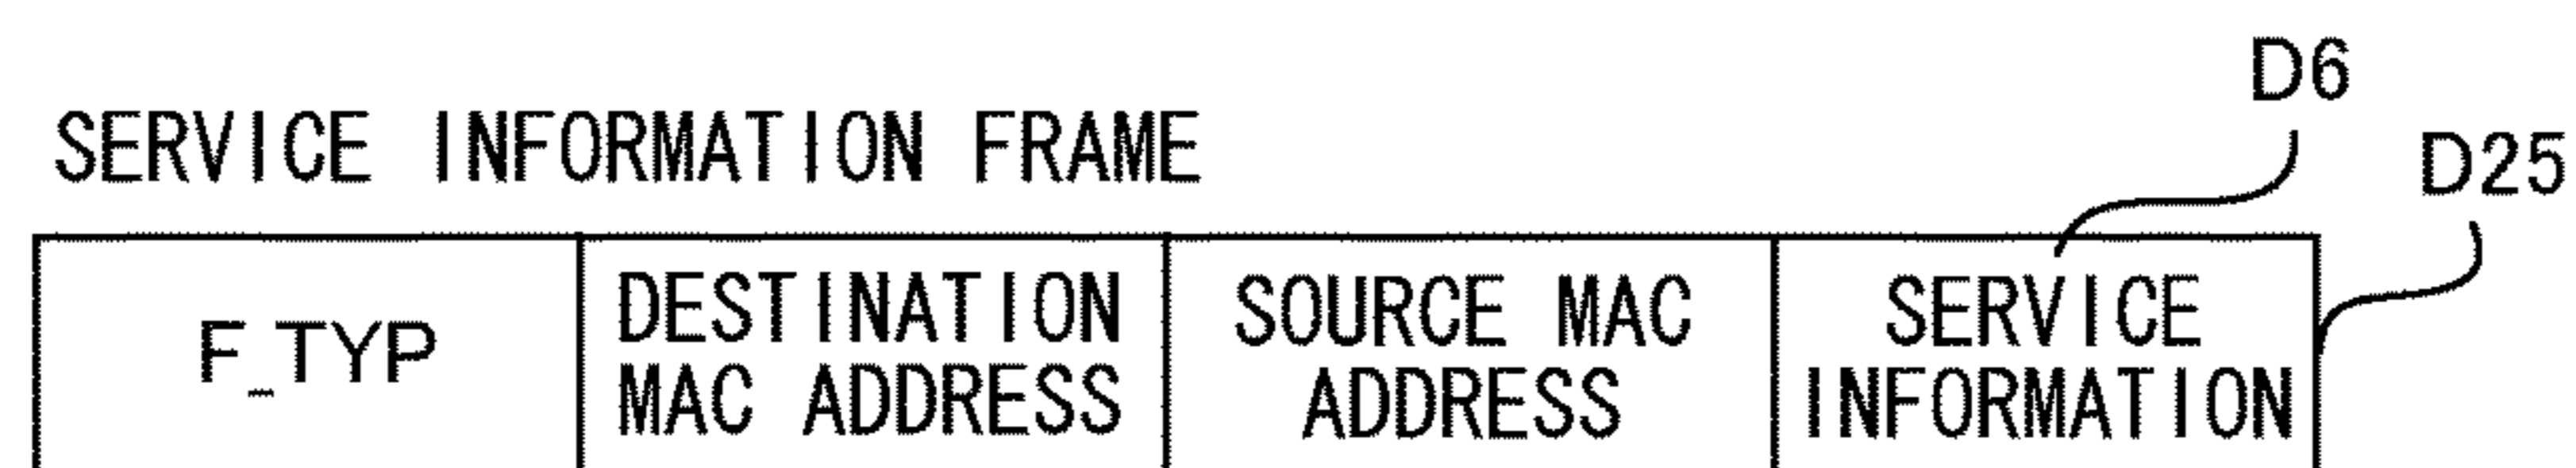 D6
SERVICE INFORMATION FRAME
D25
F_TYP
DESTINATION
MAC ADDRESS
SOURCE MAC
ADDRESS
SERVICE
INFORMATION